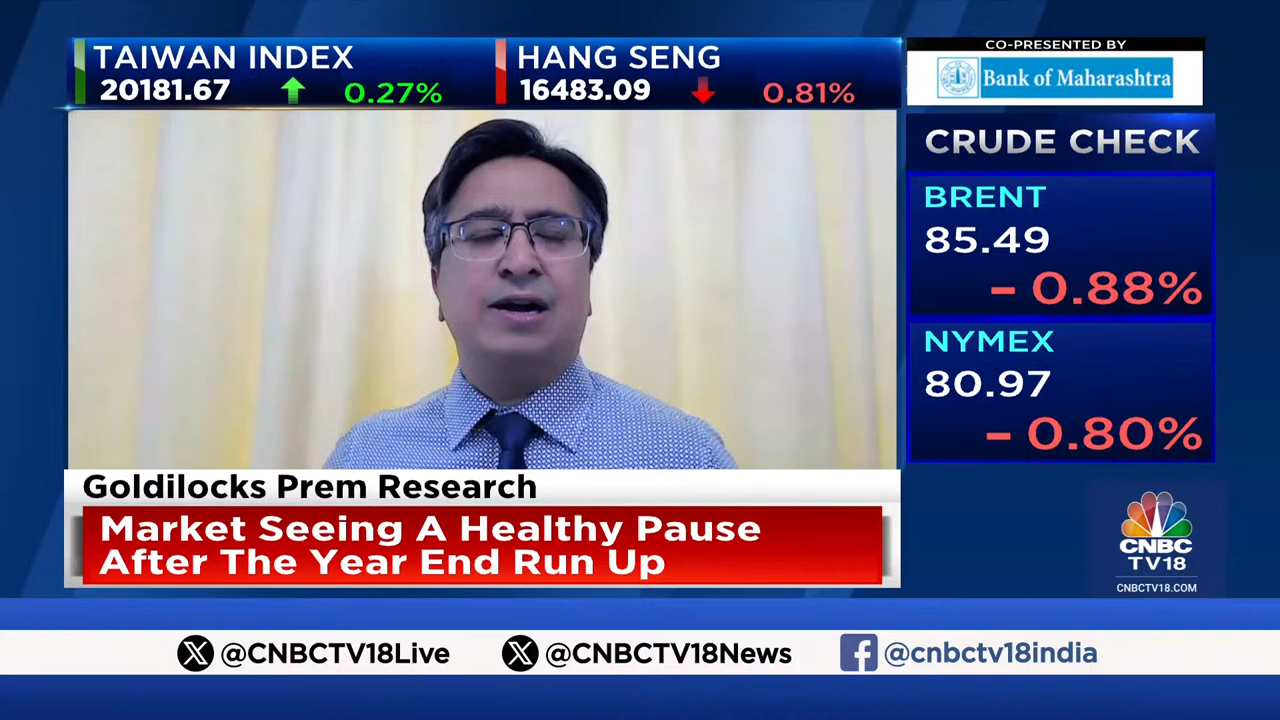 TAIWAN INDEX
20181.67 0.27%
HANG SENG
16483.09 0.81%
CO-PRESENTED BY
Bank of Maharashtra
CRUDE CHECK
BRENT
85.49
- 0.88%
NYMEX
80.97
- 0.80%
Goldilocks Prem Research
Market Seeing A Healthy Pause
After The Year End Run Up
CNBC
TV18
CNBCTV18.COM
@CNBCTV18Live
@CNBCTV18News
@cnbctv18india